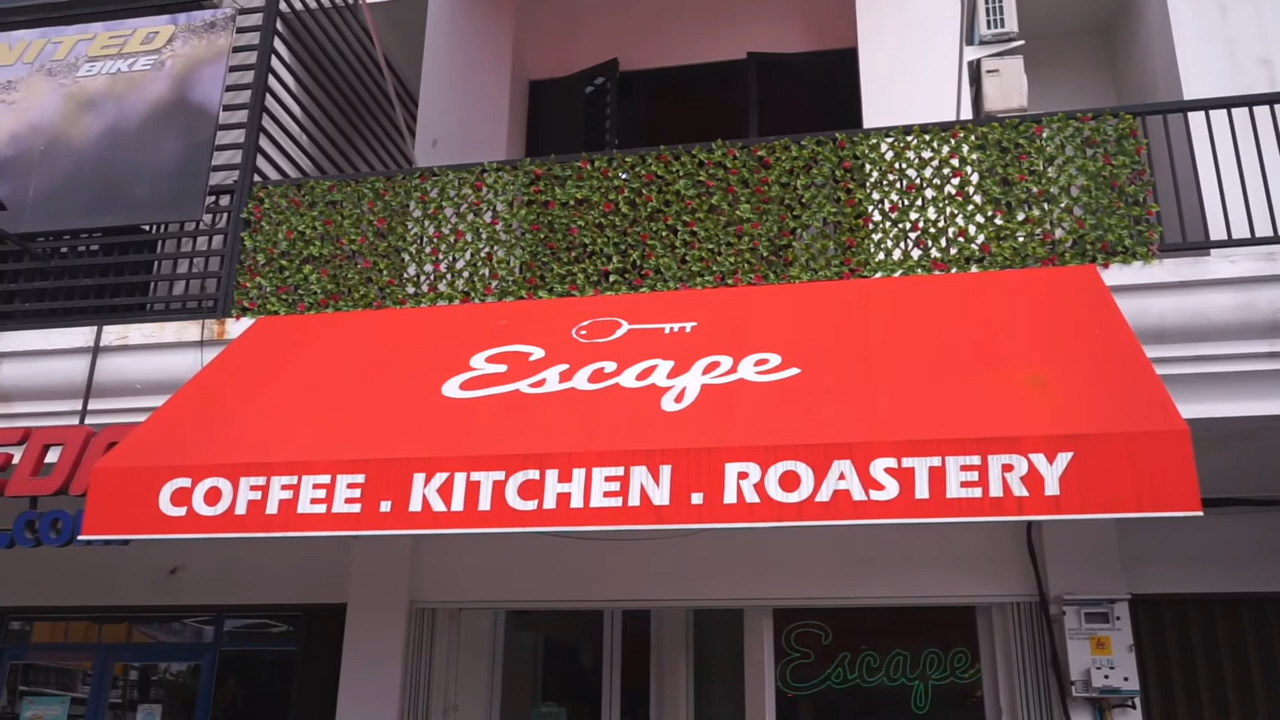 NITED
BIKE
Escape
COFFEE . KITCHEN . ROASTERY
Escape
PLN